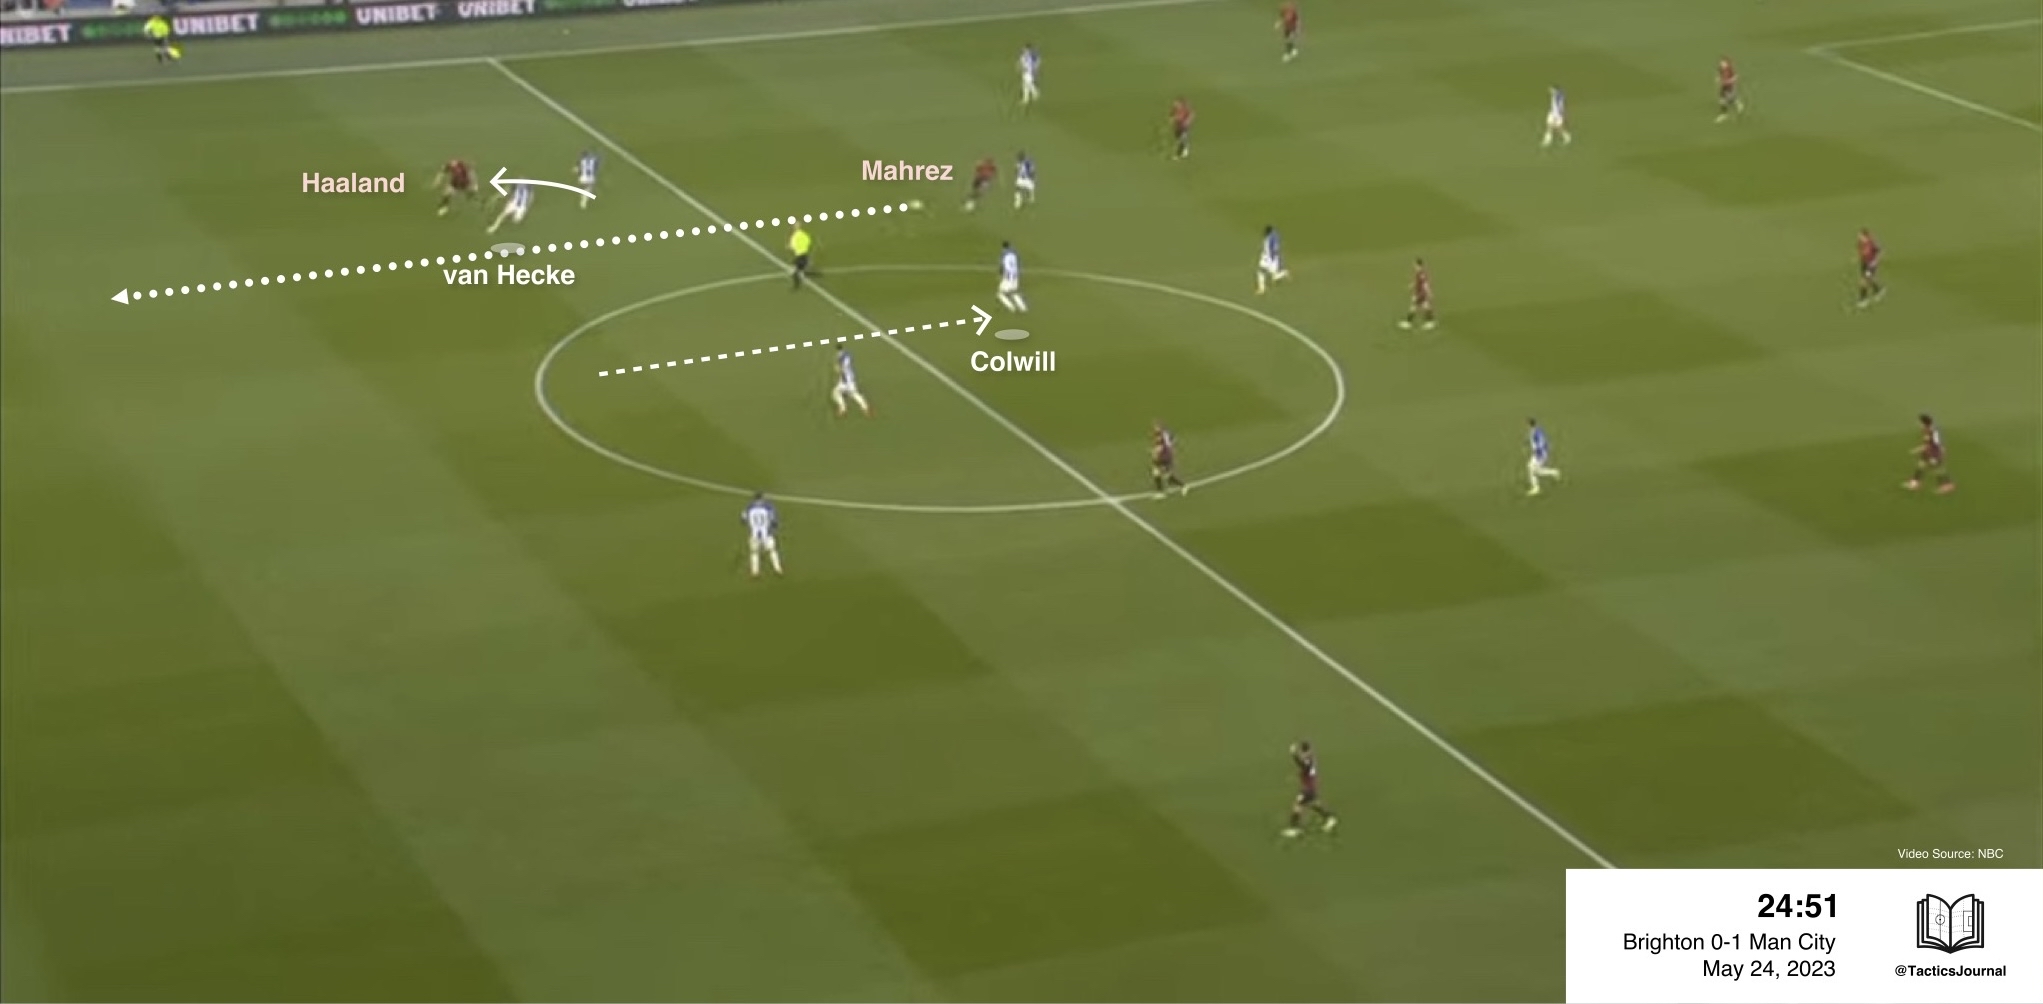 UNIBET
UNIBET
UNIBET
UNIBET
Haaland
Mahrez
van Hecke
Colwill
Video Source: NBC
24:51
Brighton 0-1 Man City
May 24, 2023
@TacticsJournal